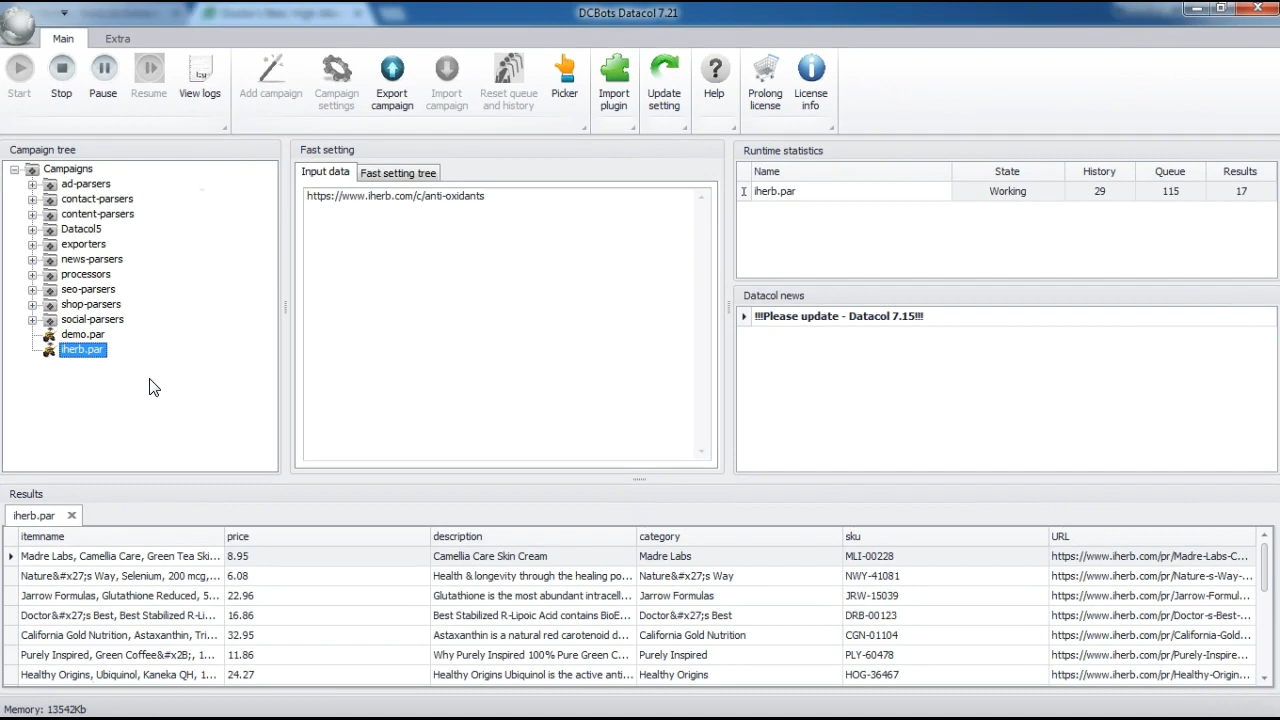 DCBots Datacol 7.21
Main Extra
Start Stop Pause Resume View logs Add campaign Campaign settings Export campaign Import campaign Reset queue and history Picker Import plugin Update setting Help Prolong license License info
Campaign tree
Campaigns
ad-parsers
contact-parsers
content-parsers
Datacol5
exporters
news-parsers
processors
seo-parsers
shop-parsers
social-parsers
demo.par
iherb.par
Fast setting
Input data Fast setting tree
https://www.iherb.com/c/anti-oxidants
Runtime statistics
Name State History Queue Results
iherb.par Working 29 115 17
Datacol news
!!!Please update - Datacol 7.15!!!
Results
iherb.par
itemname price description category sku URL
Madre Labs, Camellia Care, Green Tea Ski... 8.95 Camellia Care Skin Cream Madre Labs MLI-00228 https://www.iherb.com/pr/Madre-Labs-C...
Nature&#x27;s Way, Selenium, 200 mcg,... 6.08 Health & longevity through the healing po... Nature&#x27;s Way NWY-41081 https://www.iherb.com/pr/Nature-s-Way-...
Jarrow Formulas, Glutathione Reduced, 5... 22.96 Glutathione is the most abundant intracell... Jarrow Formulas JRW-15039 https://www.iherb.com/pr/Jarrow-Formul...
Doctor&#x27;s Best, Best Stabilized R-Li... 16.86 Best Stabilized R-Lipoic Acid contains BioE... Doctor&#x27;s Best DRB-00123 https://www.iherb.com/pr/Doctor-s-Best-...
California Gold Nutrition, Astaxanthin, Tri... 32.95 Astaxanthin is a natural red carotenoid d... California Gold Nutrition CGN-01104 https://www.iherb.com/pr/California-Gold...
Purely Inspired, Green Coffee&#x2B;, 1... 11.86 Why Purely Inspired 100% Pure Green C... Purely Inspired PLY-60478 https://www.iherb.com/pr/Purely-Inspire...
Healthy Origins, Ubiquinol, Kaneka QH, 1... 24.27 Healthy Origins Ubiquinol is the active anti... Healthy Origins HOG-36467 https://www.iherb.com/pr/Healthy-Origin...
Memory: 13542Kb